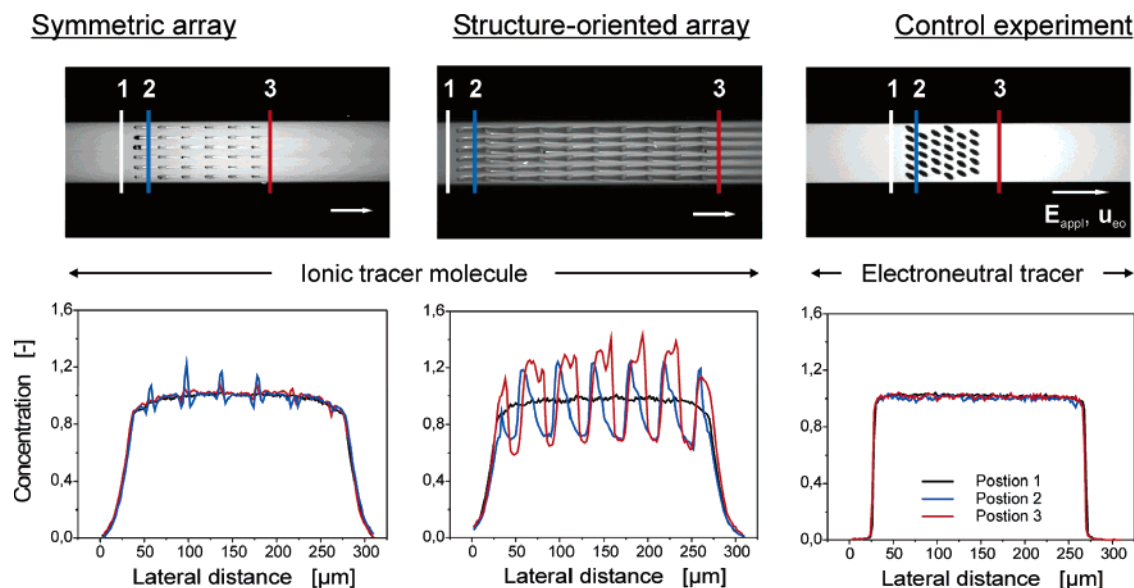 Symmetric array
Structure-oriented array
Control experiment
1 2 3
1 2 3
1 2 3
E appl, u eo
Ionic tracer molecule
Electroneutral tracer
Concentration [-]
1,6
1,2
0,8
0,4
0,0
0 50 100 150 200 250 300
Lateral distance [µm]
1,6
1,2
0,8
0,4
0,0
0 50 100 150 200 250 300
Lateral distance [µm]
1,6
1,2
0,8
0,4
0,0
Postion 1
Postion 2
Postion 3
0 50 100 150 200 250 300
Lateral distance [µm]